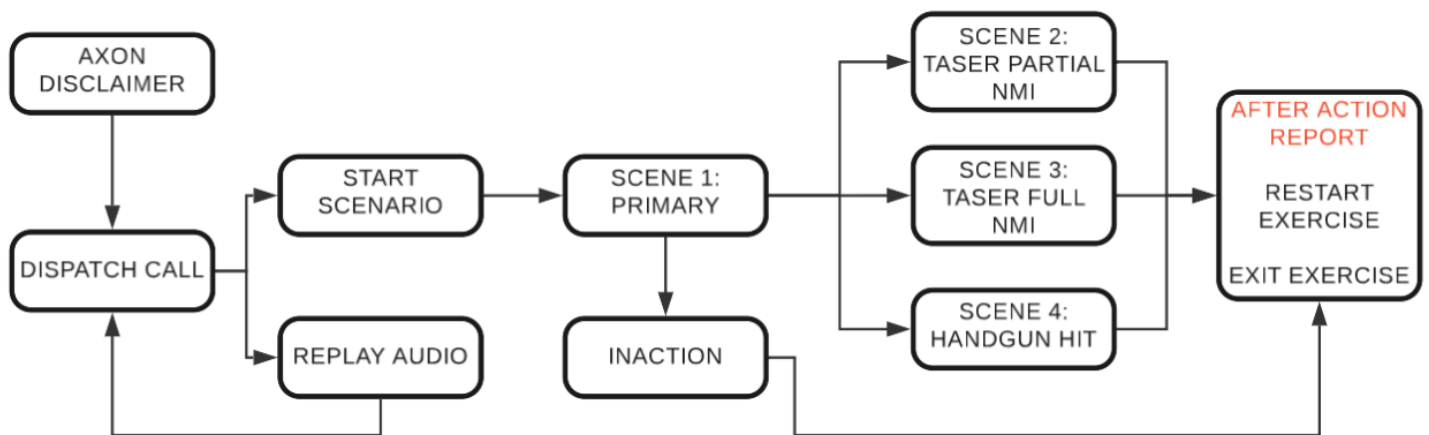 AXON
DISCLAIMER
DISPATCH CALL
START
SCENARIO
REPLAY AUDIO
SCENE 1:
PRIMARY
INACTION
SCENE 2:
TASER PARTIAL
NMI
SCENE 3:
TASER FULL
NMI
SCENE 4:
HANDGUN HIT
AFTER ACTION
REPORT
RESTART
EXERCISE
EXIT EXERCISE